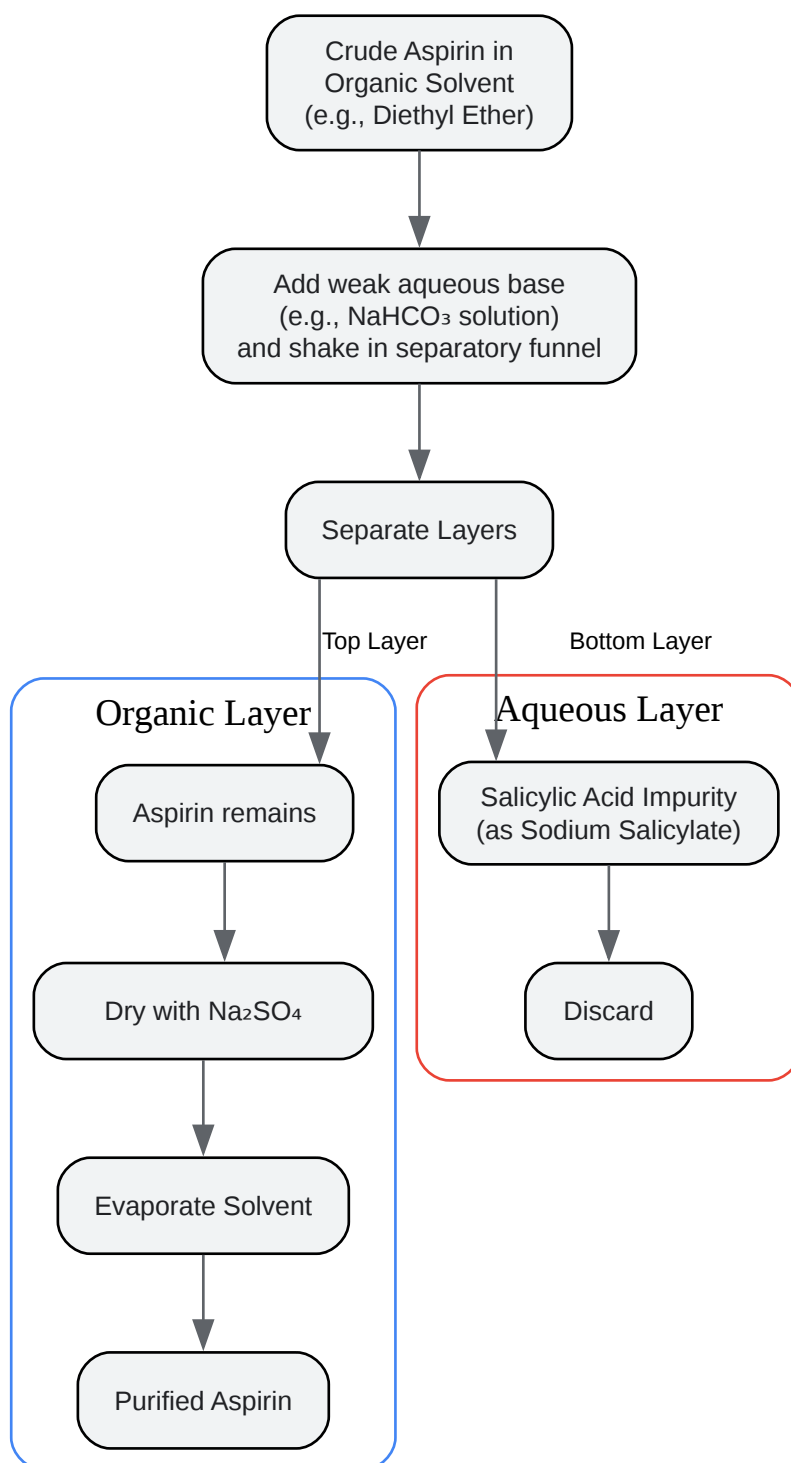 Crude Aspirin in
Organic Solvent
(e.g., Diethyl Ether)
Add weak aqueous base
(e.g., NaHCO₃ solution)
and shake in separatory funnel
Separate Layers
Top Layer
Bottom Layer
Organic Layer
Aspirin remains
Dry with Na₂SO₄
Evaporate Solvent
Purified Aspirin
Aqueous Layer
Salicylic Acid Impurity
(as Sodium Salicylate)
Discard